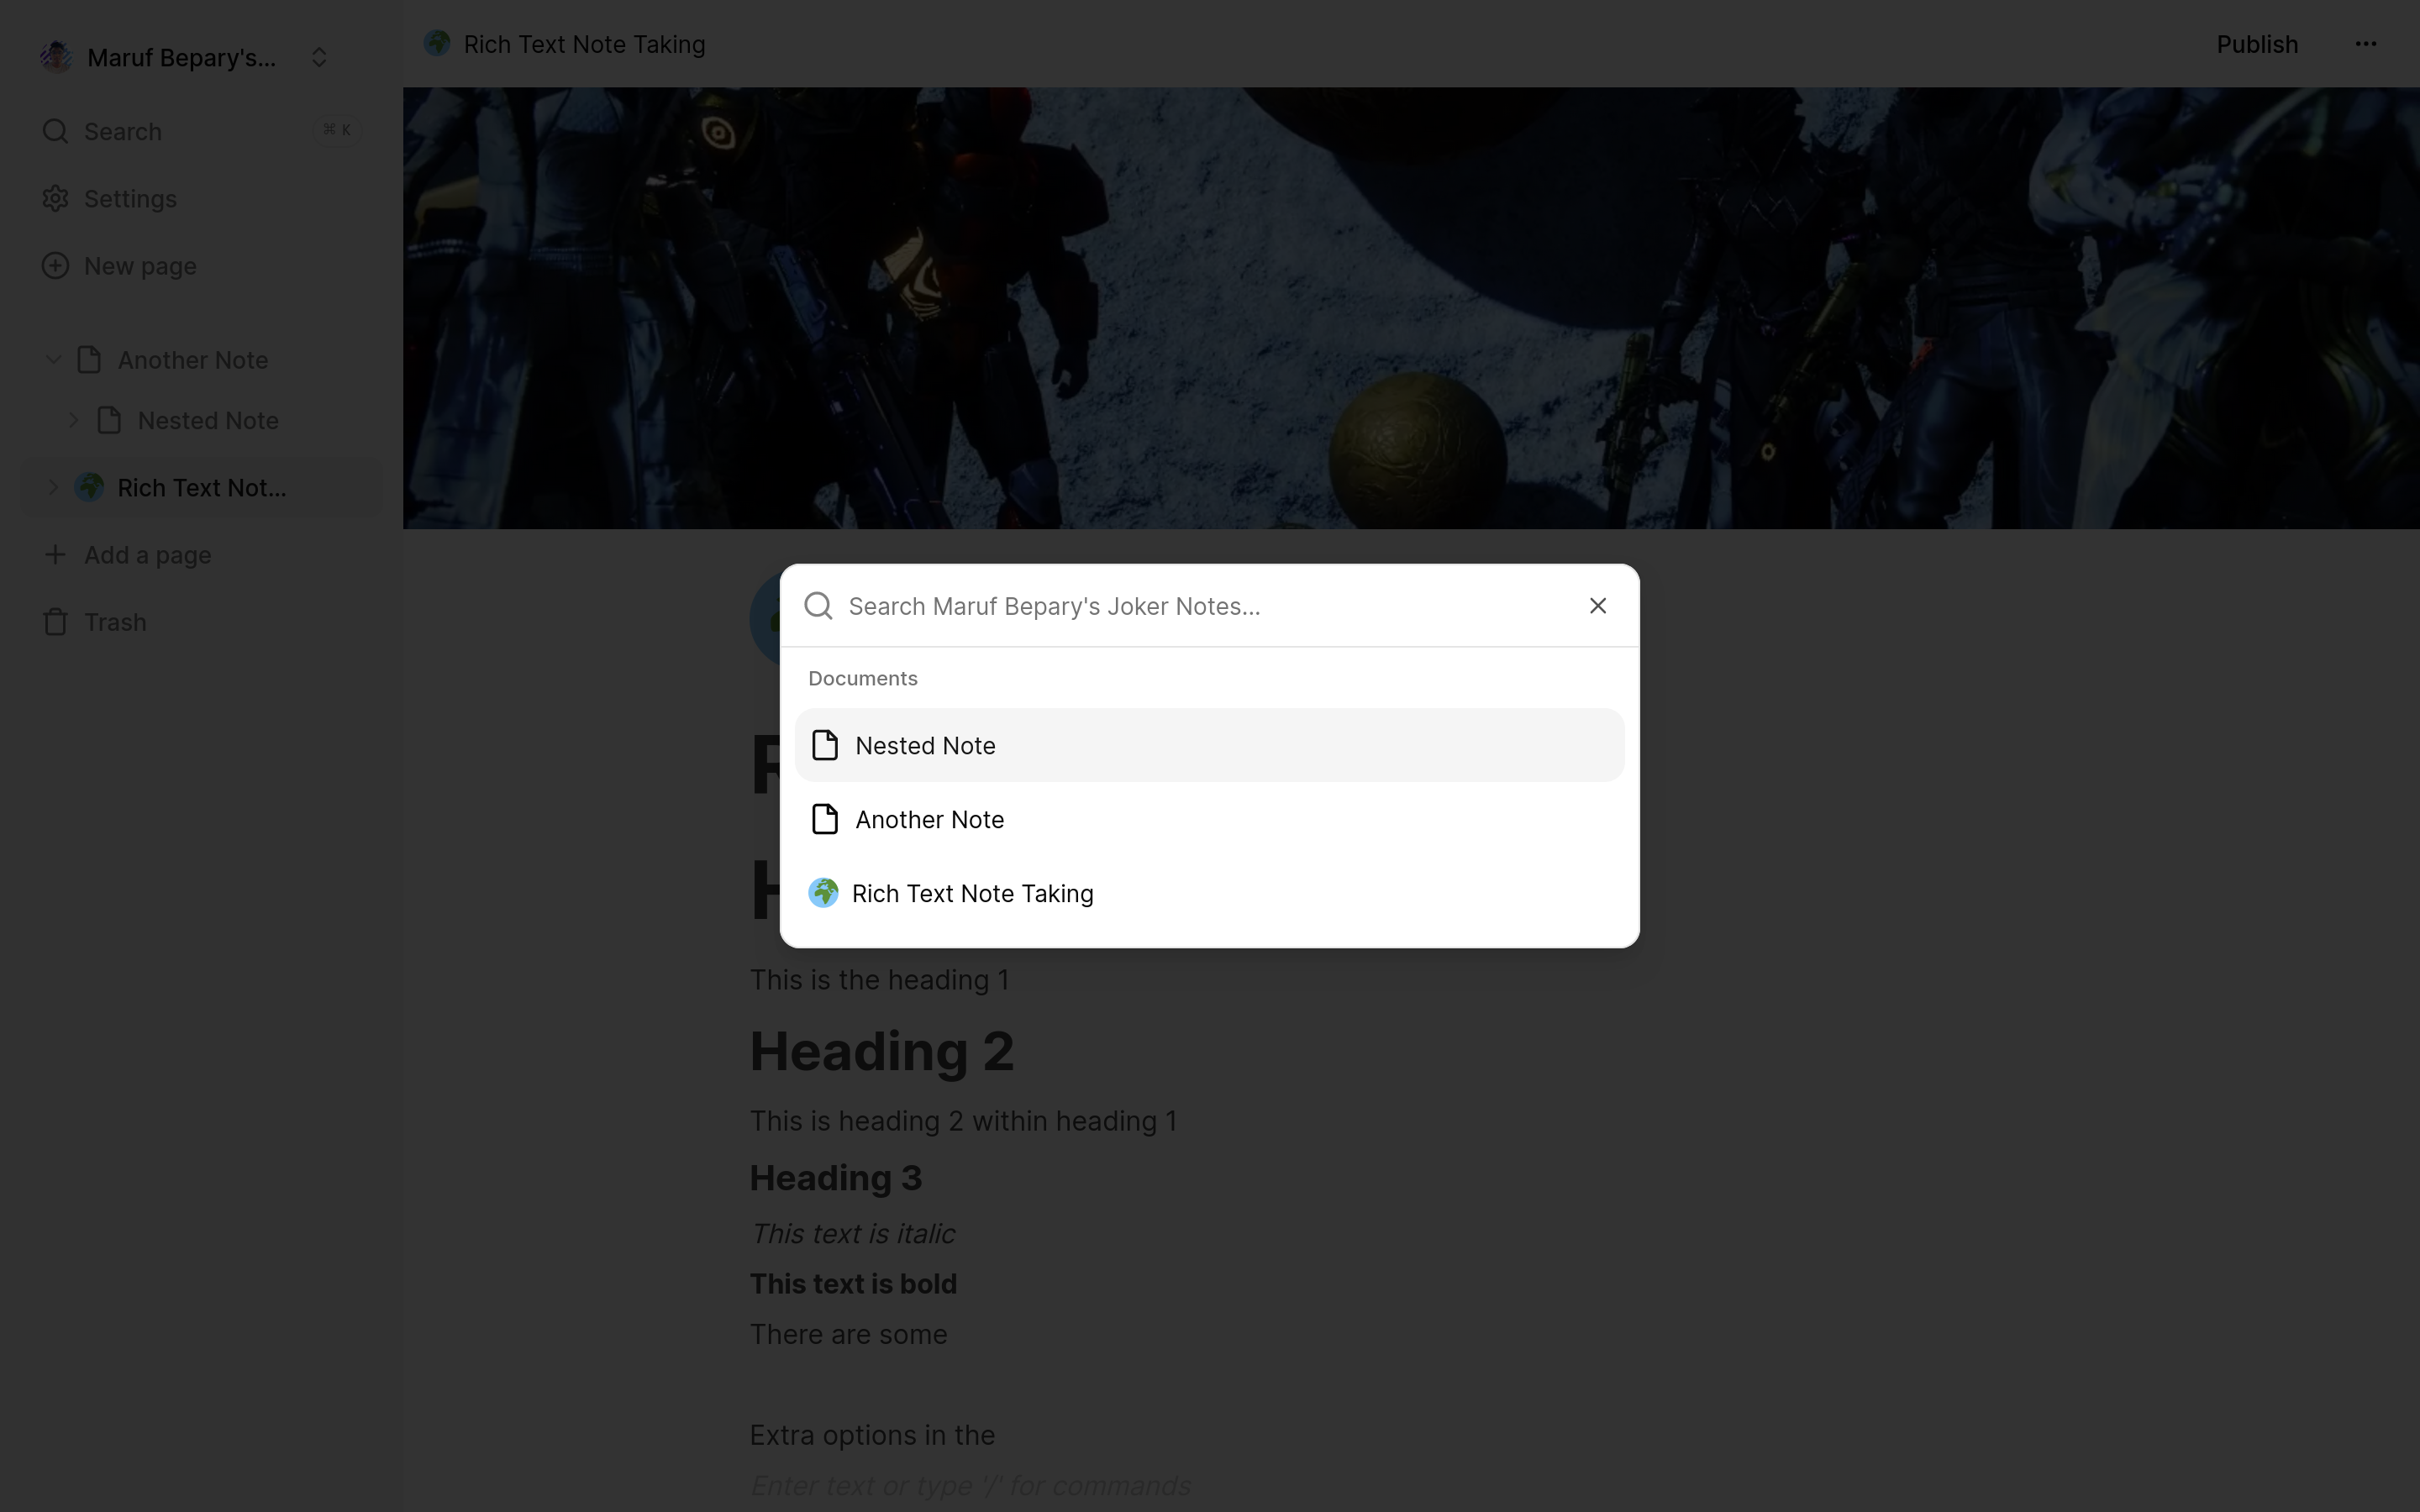 Maruf Bepary's...
Search ⌘ K
Settings
New page
Another Note
Nested Note
Rich Text Not...
Add a page
Trash
Rich Text Note Taking
Publish
Search Maruf Bepary's Joker Notes...
Documents
Nested Note
Another Note
Rich Text Note Taking
This is the heading 1
Heading 2
This is heading 2 within heading 1
Heading 3
This text is italic
This text is bold
There are some
Extra options in the
Enter text or type '/' for commands